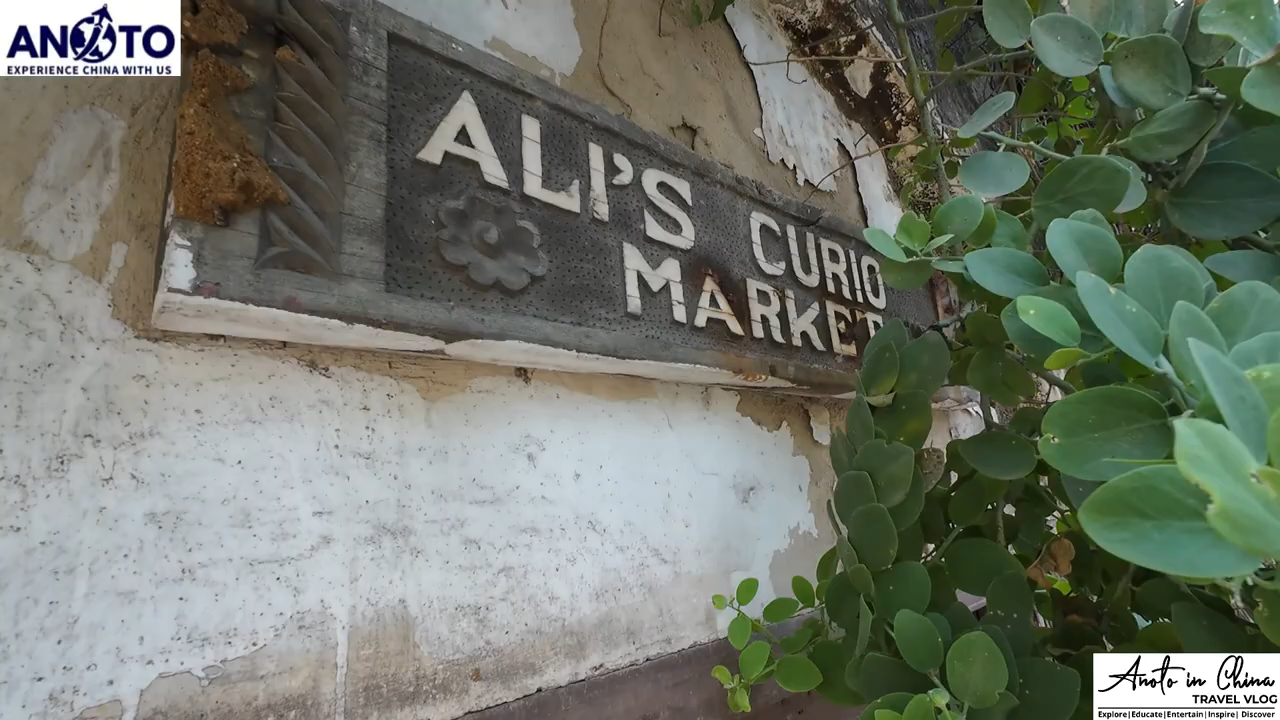 ANOTO
EXPERIENCE CHINA WITH US
ALI'S CURIO
MARKET
Anoto in China
TRAVEL VLOG
Explore|Educate|Entertain|Inspire| Discover